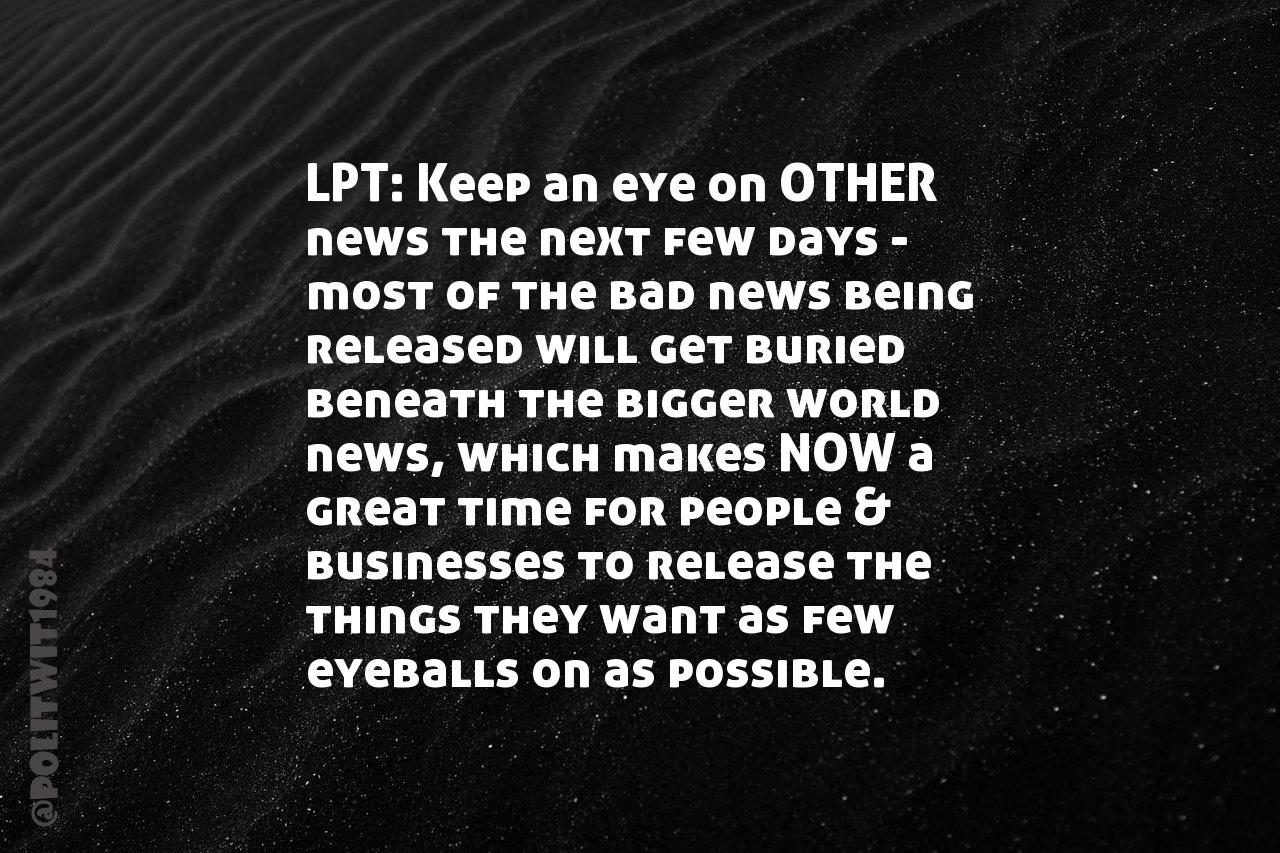 LPT: Keep an eye on OTHER
news the next few days -
most of the bad news being
released will get buried
beneath the bigger world
news, which makes NOW a
great time for people &
businesses to release the
things they want as few
eyeballs on as possible.
@POLITWIT1984